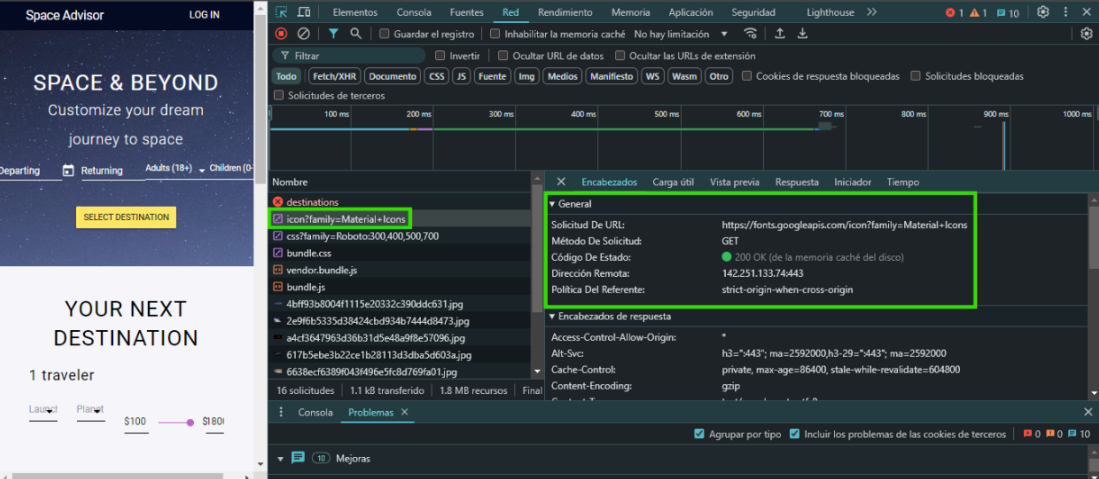 Space Advisor
LOG IN
SPACE & BEYOND
Customize your dream
journey to space
Departing
Returning
Adults (18+)
Children (0-
SELECT DESTINATION
YOUR NEXT
DESTINATION
1 traveler
Launch
Planet
$100
$1800
Elementos Consola Fuentes Red Rendimiento Memoria Aplicación Seguridad Lighthouse 1 1 10
Guardar el registro Inhabilitar la memoria caché No hay limitación
Filtrar Invertir Ocultar URL de datos Ocultar las URLs de extensión
Todo Fetch/XHR Documento CSS JS Fuente Img Medios Manifiesto WS Wasm Otro Cookies de respuesta bloqueadas Solicitudes bloqueadas
Solicitudes de terceros
100 ms 200 ms 300 ms 400 ms 500 ms 600 ms 700 ms 800 ms 900 ms 1000 ms
Nombre
destinations
icon?family=Material+Icons
css?family=Roboto:300,400,500,700
bundle.css
vendor.bundle.js
bundle.js
4bff93b8004f1115e20332c390ddc631.jpg
2e9f6b5335d38424cbd934b7444d8473.jpg
a4cf3647963d36b31d5e48a9f8e57096.jpg
617b5ebe3b22ce1b28113d3dba5d603a.jpg
6638ecf6389f043f496e5fc8d769fa01.jpg
16 solicitudes 1.1 kB transferido 1.8 MB recursos Final
Encabezados Carga útil Vista previa Respuesta Iniciador Tiempo
General
Solicitud De URL: https://fonts.googleapis.com/icon?family=Material+Icons
Método De Solicitud: GET
Código De Estado: 200 OK (de la memoria caché del disco)
Dirección Remota: 142.251.133.74:443
Política Del Referente: strict-origin-when-cross-origin
Encabezados de respuesta
Access-Control-Allow-Origin: *
Alt-Svc: h3=":443"; ma=2592000,h3-29=":443"; ma=2592000
Cache-Control: private, max-age=86400, stale-while-revalidate=604800
Content-Encoding: gzip
Consola Problemas
Agrupar por tipo Incluir los problemas de las cookies de terceros 0 0 10
10 Mejoras